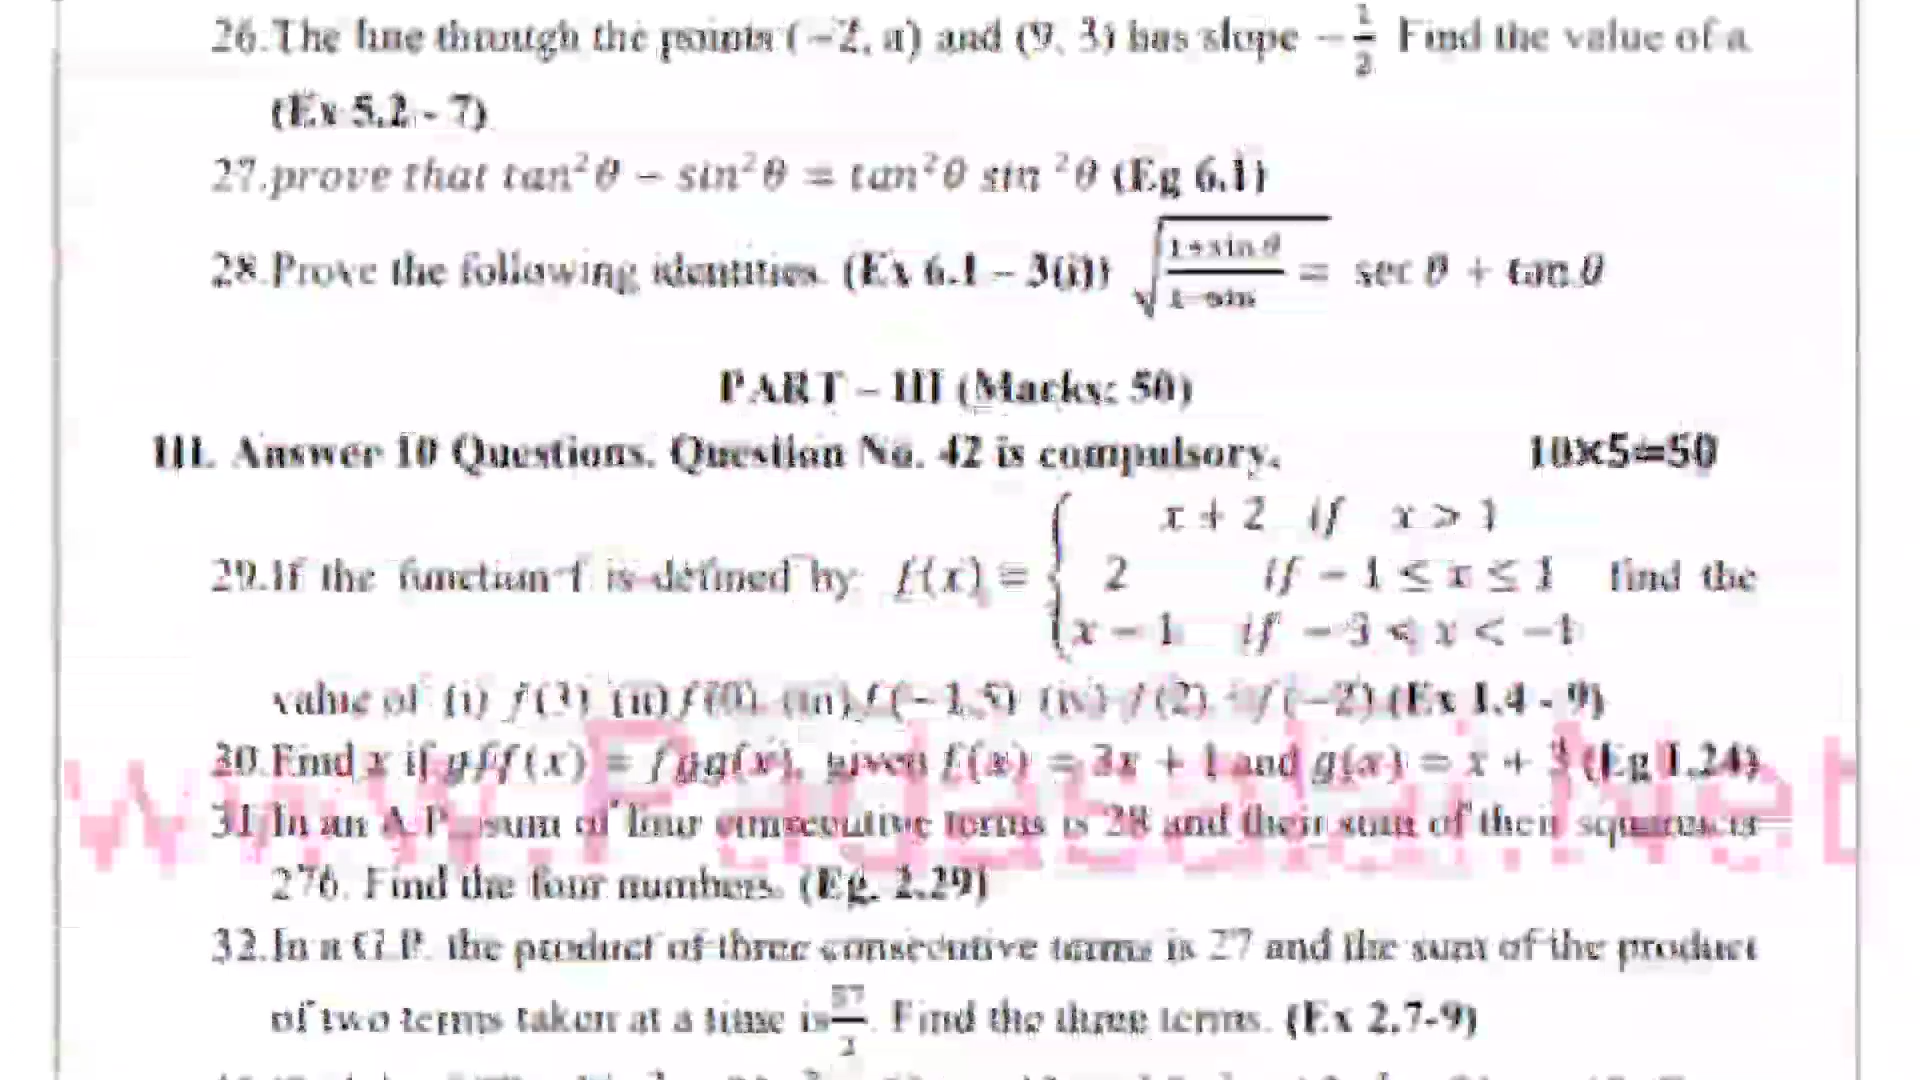 26.The line through the points (−2, a) and (9, 3) has slope −1/2 Find the value of a
(Ex 5.2 - 7)
27.prove that tan²θ − sin²θ = tan²θ sin ²θ (Eg 6.1)
28.Prove the following identities. (Ex 6.1 – 3(i)) √(1+sin θ / 1−sin) = sec θ + tan θ
PART – III (Marks: 50)
III. Answer 10 Questions. Question No. 42 is compulsory. 10×5=50
x + 2 if x > 1
29.If the function f is defined by f(x) = { 2 if − 1 ≤ x ≤ 1 find the
x − 1 if − 3 < x < −1
value of (i) f(3) (ii) f(0) (iii) f(−1.5) (iv) f(2) + f(−2) (Ex 1.4 - 9)
30.Find x if gff(x) = fgg(x), given f(x) = 3x + 1 and g(x) = x + 3 (Eg 1.24)
31.In an A.P. sum of four consecutive terms is 28 and their sum of their squares is
276. Find the four numbers. (Eg. 2.29)
32.In a G.P. the product of three consecutive terms is 27 and the sum of the product
of two terms taken at a time is 57/2. Find the three terms. (Ex 2.7-9)
www.Padasalai.Net